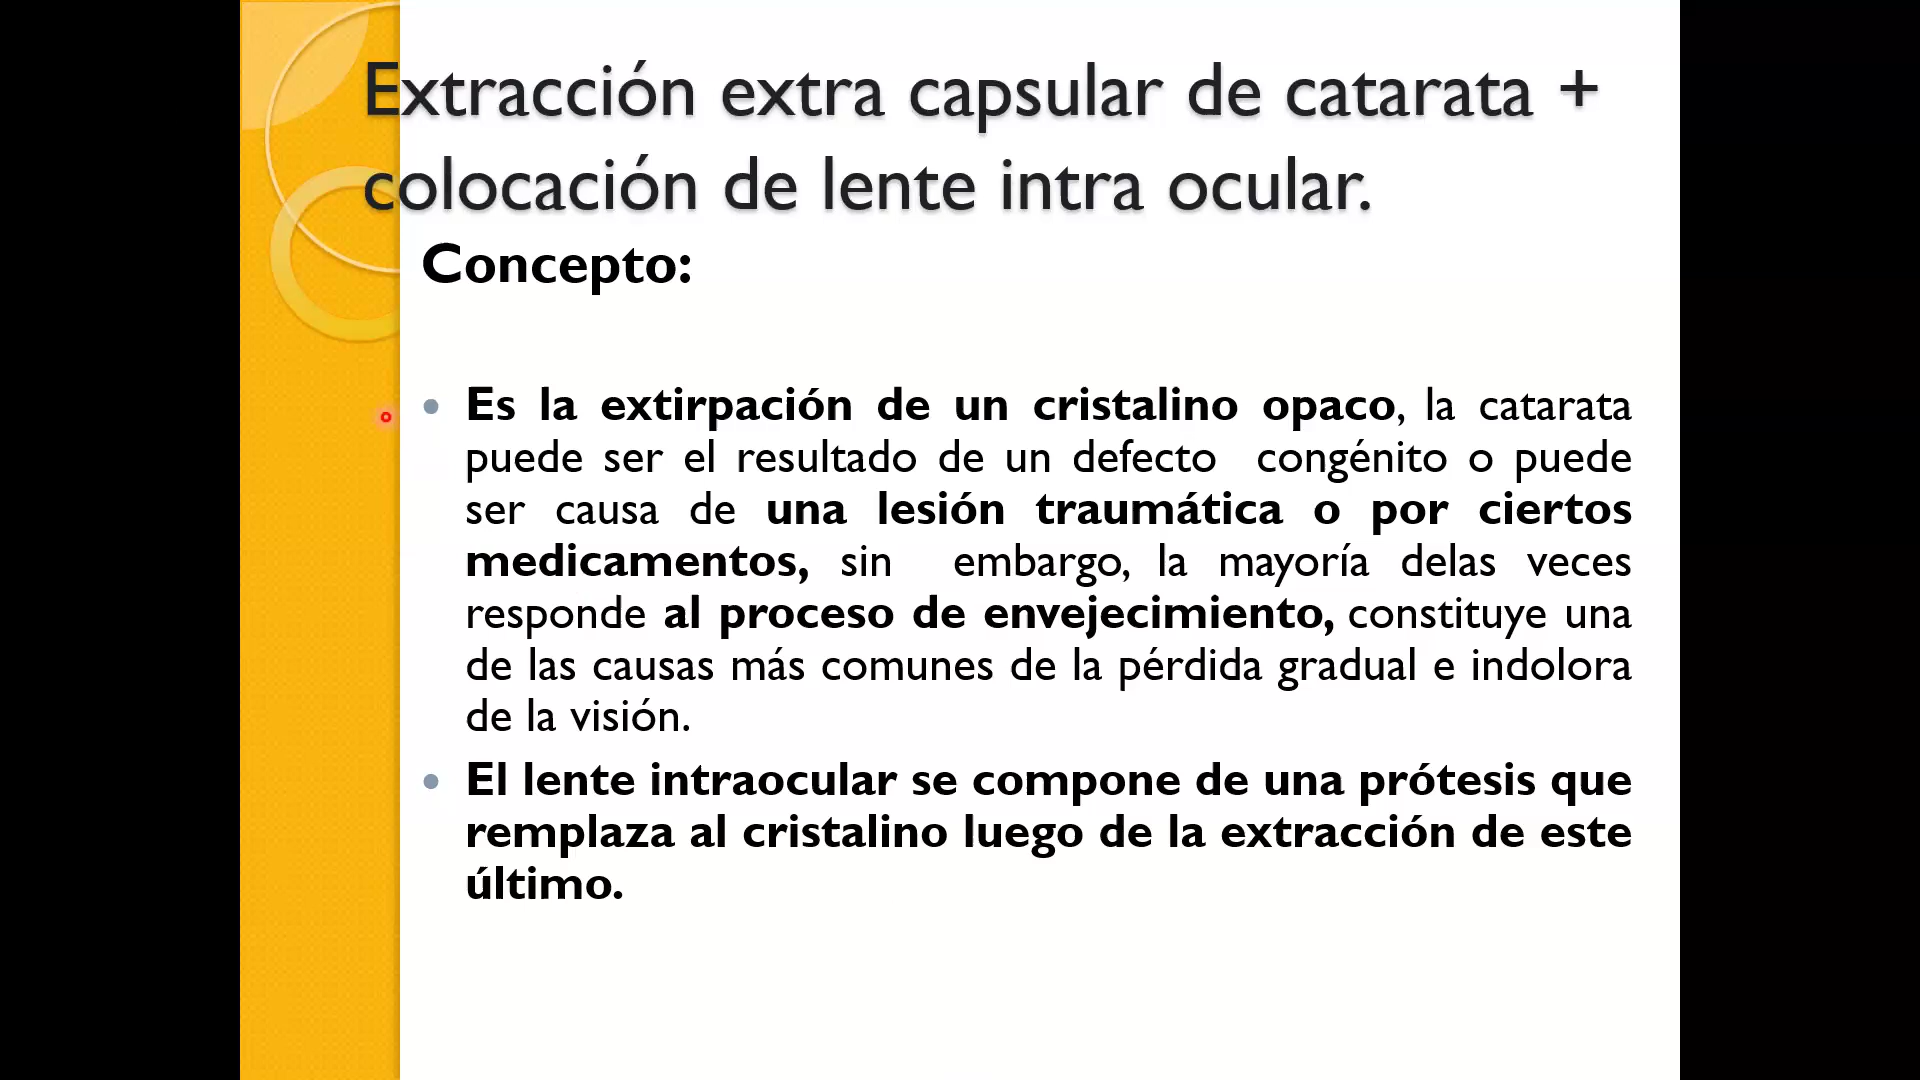 Extracción extra capsular de catarata +
colocación de lente intra ocular.
Concepto:
• Es la extirpación de un cristalino opaco, la catarata
puede ser el resultado de un defecto congénito o puede
ser causa de una lesión traumática o por ciertos
medicamentos, sin embargo, la mayoría delas veces
responde al proceso de envejecimiento, constituye una
de las causas más comunes de la pérdida gradual e indolora
de la visión.
• El lente intraocular se compone de una prótesis que
remplaza al cristalino luego de la extracción de este
último.